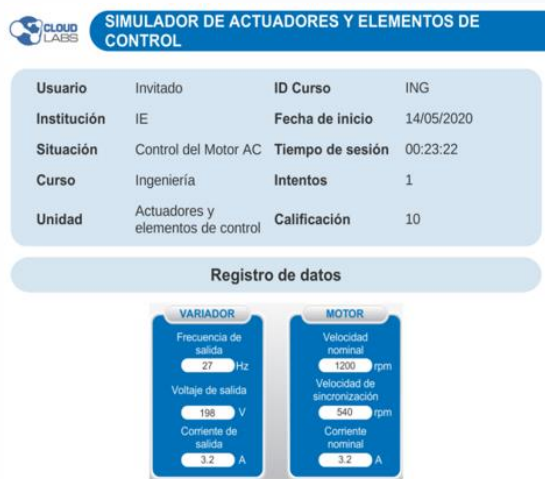 CLOUD
LABS
SIMULADOR DE ACTUADORES Y ELEMENTOS DE
CONTROL
Usuario Invitado ID Curso ING
Institución IE Fecha de inicio 14/05/2020
Situación Control del Motor AC Tiempo de sesión 00:23:22
Curso Ingeniería Intentos 1
Unidad Actuadores y
elementos de control Calificación 10
Registro de datos
VARIADOR
Frecuencia de
salida
27 Hz
Voltaje de salida
198 V
Corriente de
salida
3.2 A
MOTOR
Velocidad
nominal
1200 rpm
Velocidad de
sincronización
540 rpm
Corriente
nominal
3.2 A